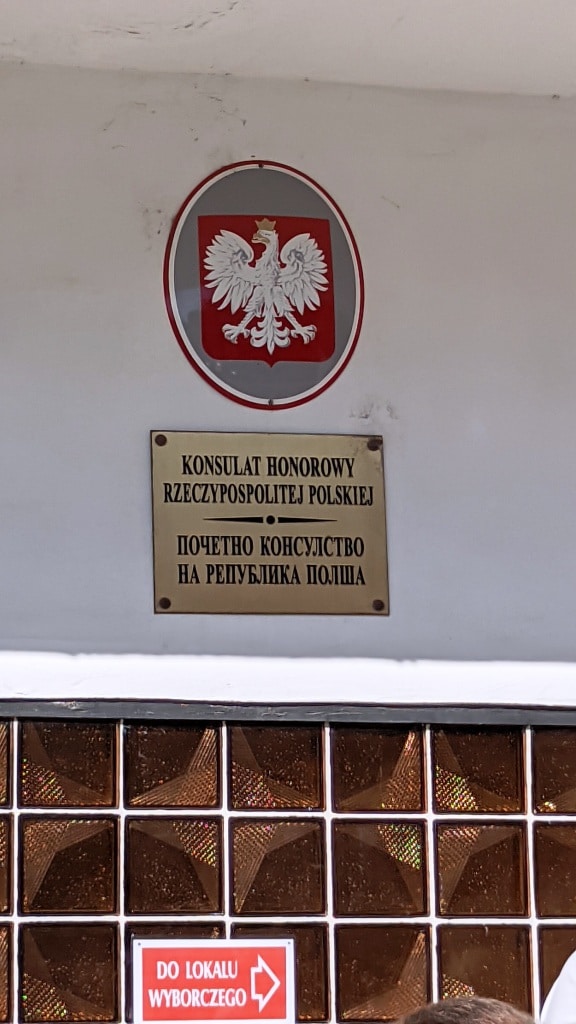 KONSULAT HONOROWY
RZECZYPOSPOLITEJ POLSKIEJ
ПОЧЕТНО КОНСУЛСТВО
НА РЕПУБЛИКА ПОЛША
DO LOKALU
WYBORCZEGO